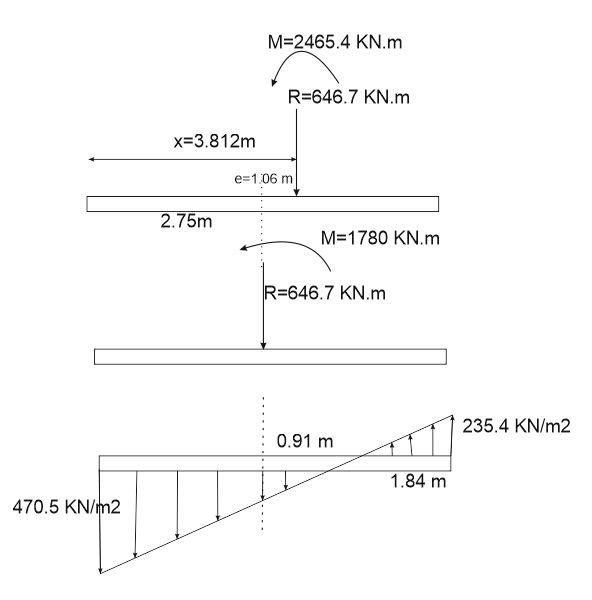 M=2465.4 KN.m
R=646.7 KN.m
x=3.812m
e=1.06 m
2.75m
M=1780 KN.m
R=646.7 KN.m
0.91 m
235.4 KN/m2
1.84 m
470.5 KN/m2